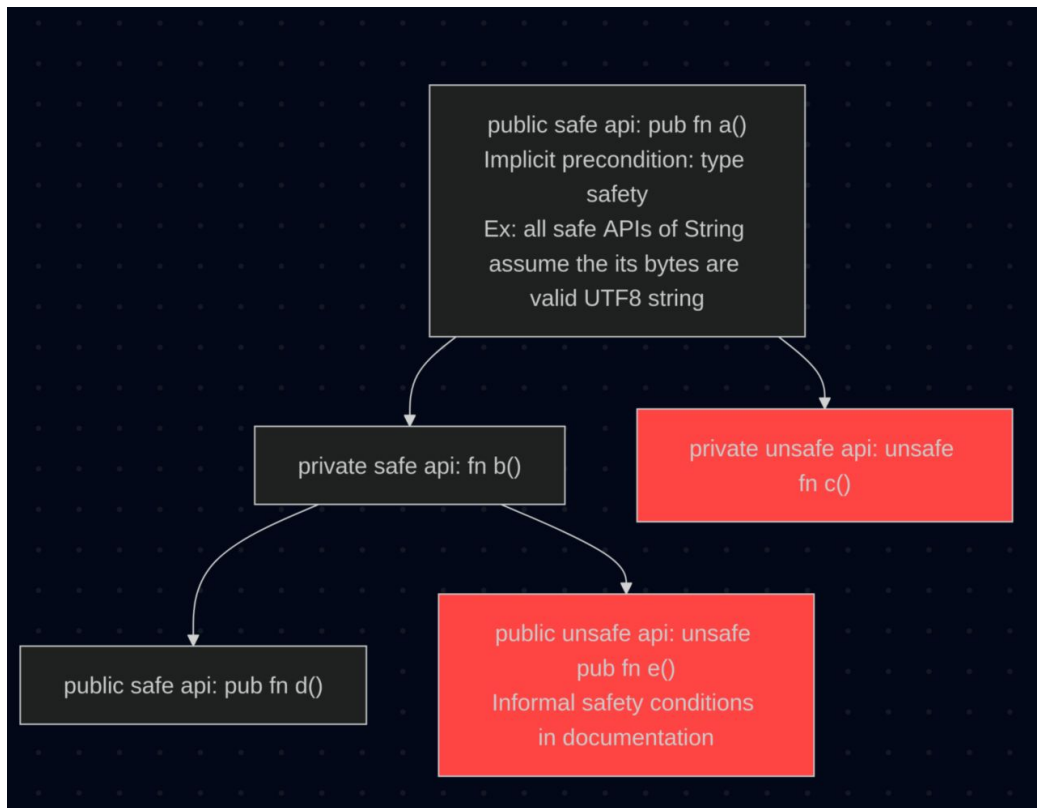 public safe api: pub fn a()
Implicit precondition: type
safety
Ex: all safe APIs of String
assume the its bytes are
valid UTF8 string
private safe api: fn b()
private unsafe api: unsafe
fn c()
public safe api: pub fn d()
public unsafe api: unsafe
pub fn e()
Informal safety conditions
in documentation